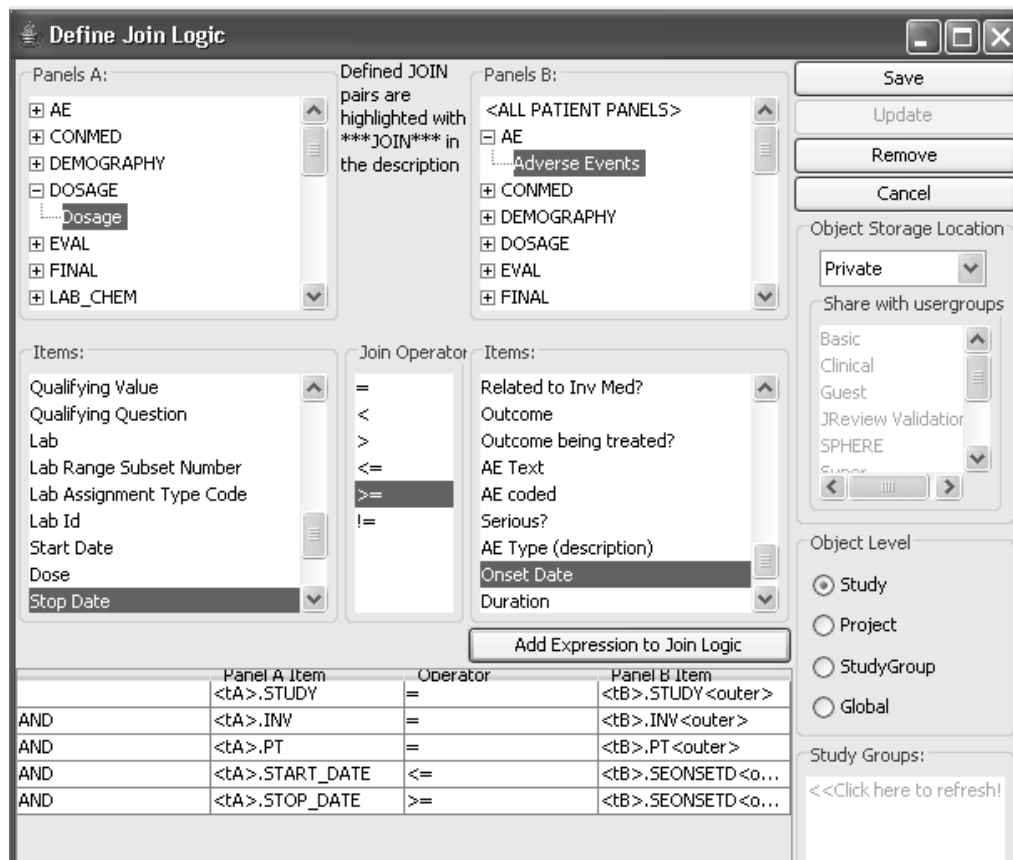 Define Join Logic
Panels A:
AE
CONMED
DEMOGRAPHY
DOSAGE
Dosage
EVAL
FINAL
LAB_CHEM
Defined JOIN
pairs are
highlighted with
***JOIN*** in
the description
Panels B:
<ALL PATIENT PANELS>
AE
Adverse Events
CONMED
DEMOGRAPHY
DOSAGE
EVAL
FINAL
Save
Update
Remove
Cancel
Object Storage Location
Private
Share with usergroups
Basic
Clinical
Guest
JReview Validation
SPHERE
Super
Items:
Qualifying Value
Qualifying Question
Lab
Lab Range Subset Number
Lab Assignment Type Code
Lab Id
Start Date
Dose
Stop Date
Join Operator
=
<
>
<=
>=
!=
Items:
Related to Inv Med?
Outcome
Outcome being treated?
AE Text
AE coded
Serious?
AE Type (description)
Onset Date
Duration
Add Expression to Join Logic
Object Level
Study
Project
StudyGroup
Global
Study Groups:
<<Click here to refresh!
Panel A Item Operator Panel B Item
<tA>.STUDY = <tB>.STUDY<outer>
AND <tA>.INV = <tB>.INV<outer>
AND <tA>.PT = <tB>.PT<outer>
AND <tA>.START_DATE <= <tB>.SEONSETD<o...
AND <tA>.STOP_DATE >= <tB>.SEONSETD<o...